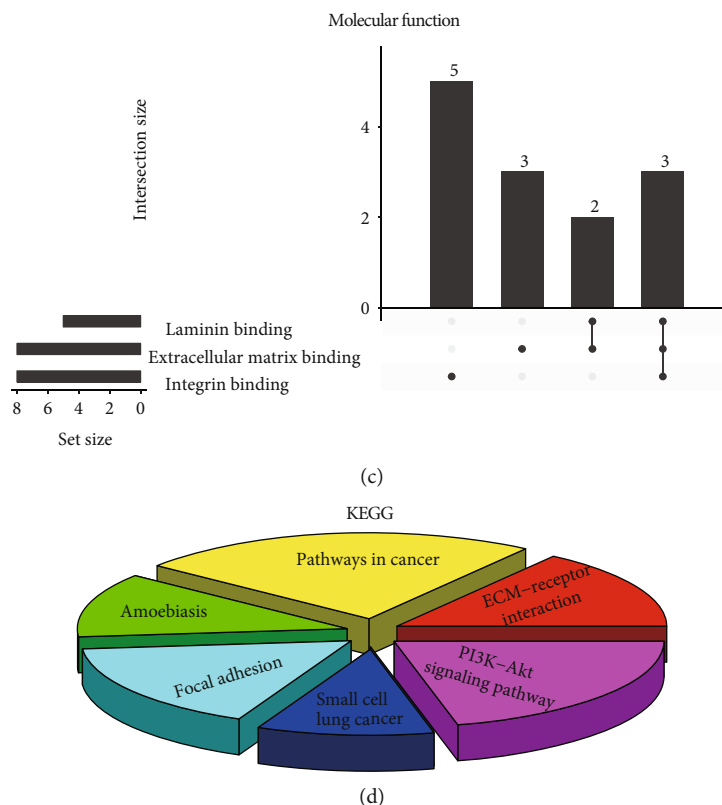 Molecular function
Intersection size
5
3
2
3
4
2
0
Laminin binding
Extracellular matrix binding
Integrin binding
8 6 4 2 0
Set size
(c)
KEGG
Pathways in cancer
ECM–receptor
interaction
Amoebiasis
PI3K–Akt
signaling pathway
Focal adhesion
Small cell
lung cancer
(d)